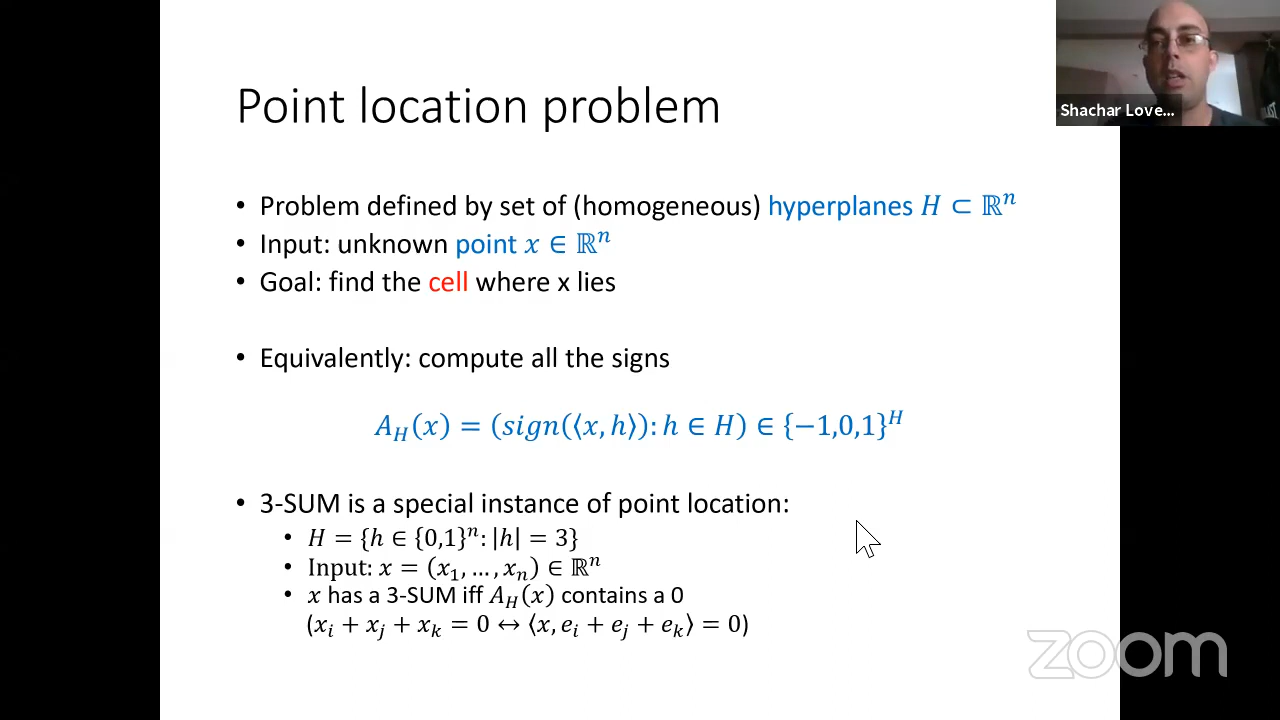 Shachar Love...
Point location problem
• Problem defined by set of (homogeneous) hyperplanes 𝐻 ⊂ ℝⁿ
• Input: unknown point 𝑥 ∈ ℝⁿ
• Goal: find the cell where x lies
• Equivalently: compute all the signs
𝐴_𝐻(𝑥) = (𝑠𝑖𝑔𝑛(⟨𝑥, ℎ⟩): ℎ ∈ 𝐻) ∈ {−1,0,1}^𝐻
• 3-SUM is a special instance of point location:
• 𝐻 = {ℎ ∈ {0,1}ⁿ: |ℎ| = 3}
• Input: 𝑥 = (𝑥₁, … , 𝑥ₙ) ∈ ℝⁿ
• 𝑥 has a 3-SUM iff 𝐴_𝐻(𝑥) contains a 0
(𝑥ᵢ + 𝑥ⱼ + 𝑥ₖ = 0 ↔ ⟨𝑥, 𝑒ᵢ + 𝑒ⱼ + 𝑒ₖ⟩ = 0)
zoom